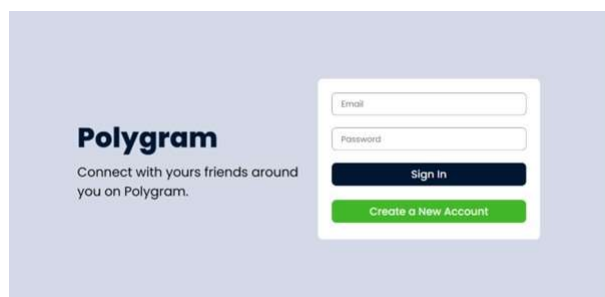 Polygram
Connect with yours friends around
you on Polygram.
Email
Password
Sign In
Create a New Account